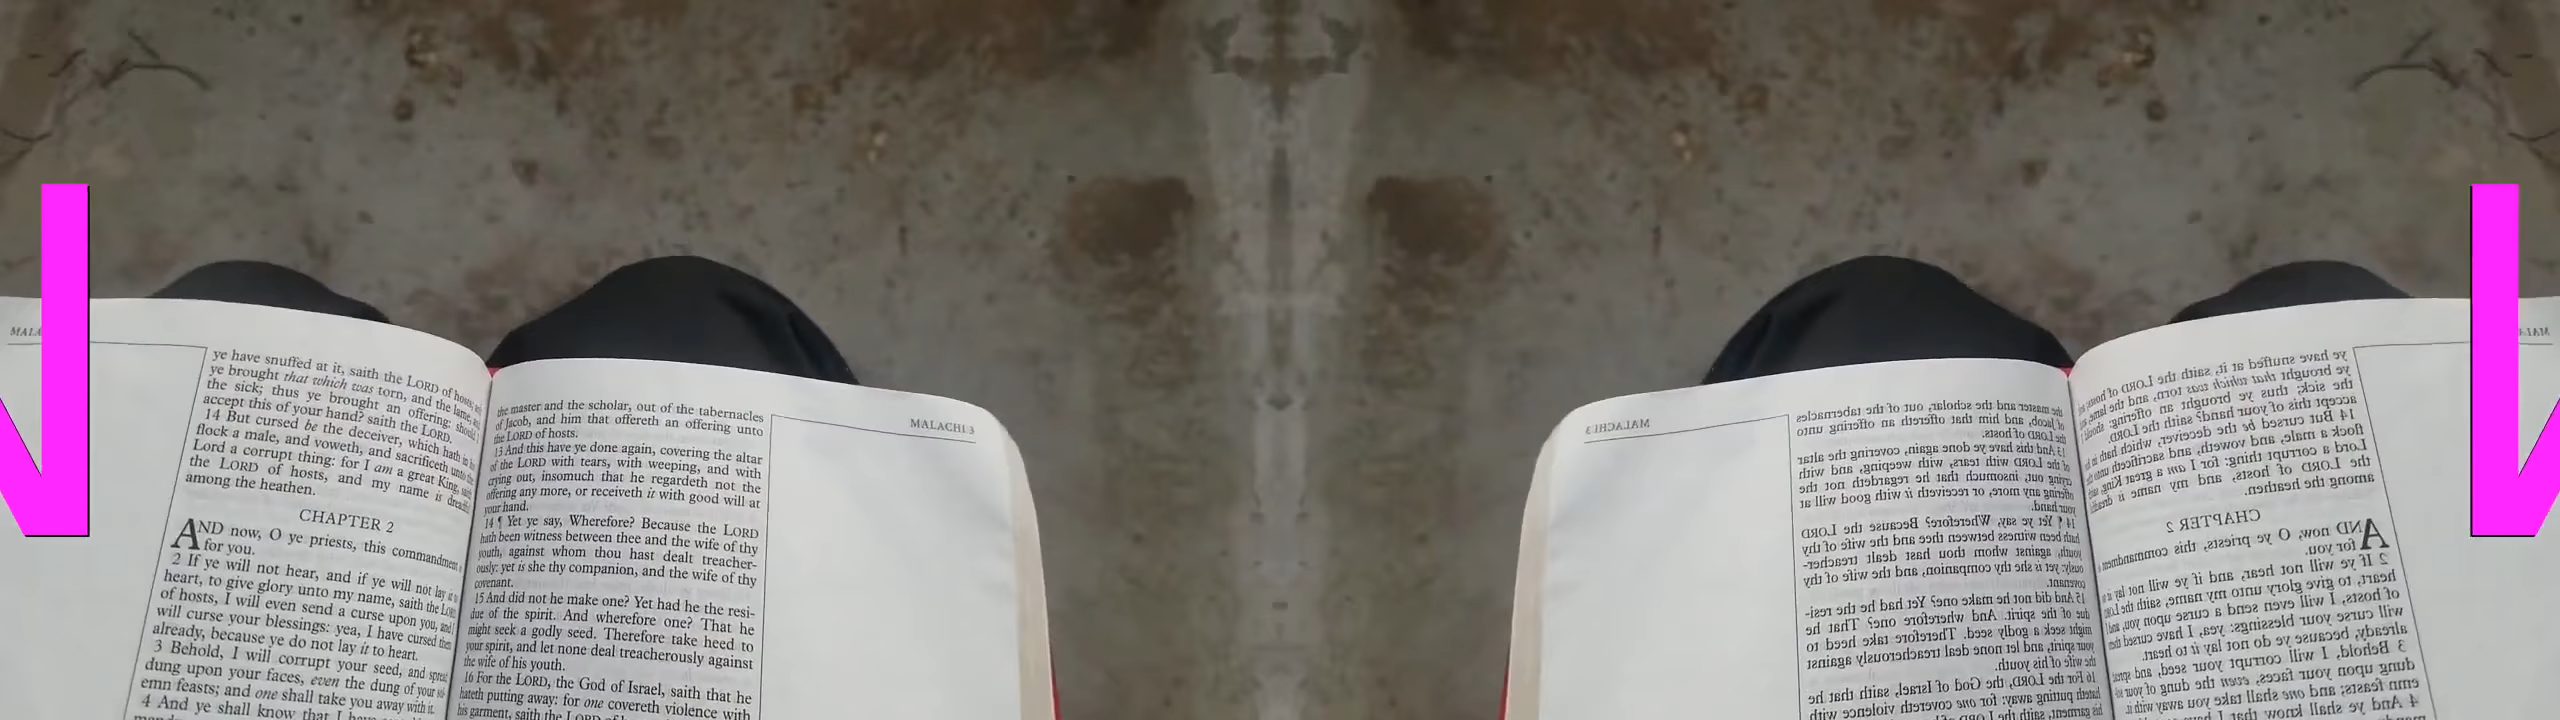 ye have snuffed at it, saith the LORD of hosts;
ye brought that which was torn, and the lame,
the sick; thus ye brought an offering: should
accept this of your hand? saith the LORD.
14 But cursed be the deceiver, which hath in
flock a male, and voweth, and sacrificeth unto
Lord a corrupt thing: for I am a great King,
the LORD of hosts, and my name is dreadful
among the heathen.
CHAPTER 2
AND now, O ye priests, this commandment
for you.
2 If ye will not hear, and if ye will not lay
heart, to give glory unto my name, saith the LORD
of hosts, I will even send a curse upon you, and
will curse your blessings: yea, I have cursed them
already, because ye do not lay it to heart.
3 Behold, I will corrupt your seed, and spread
dung upon your faces, even the dung of your
emn feasts; and one shall take you away with it.
4 And ye shall know that I have
MALACHI 3
the master and the scholar, out of the tabernacles
of Jacob, and him that offereth an offering unto
the LORD of hosts.
13 And this have ye done again, covering the altar
of the LORD with tears, with weeping, and with
crying out, insomuch that he regardeth not the
offering any more, or receiveth it with good will at
your hand.
14 ¶ Yet ye say, Wherefore? Because the LORD
hath been witness between thee and the wife of thy
youth, against whom thou hast dealt treacher-
ously: yet is she thy companion, and the wife of thy
covenant.
15 And did not he make one? Yet had he the resi-
due of the spirit. And wherefore one? That he
might seek a godly seed. Therefore take heed to
your spirit, and let none deal treacherously against
the wife of his youth.
16 For the LORD, the God of Israel, saith that he
hateth putting away: for one covereth violence with
his garment, saith the LORD of